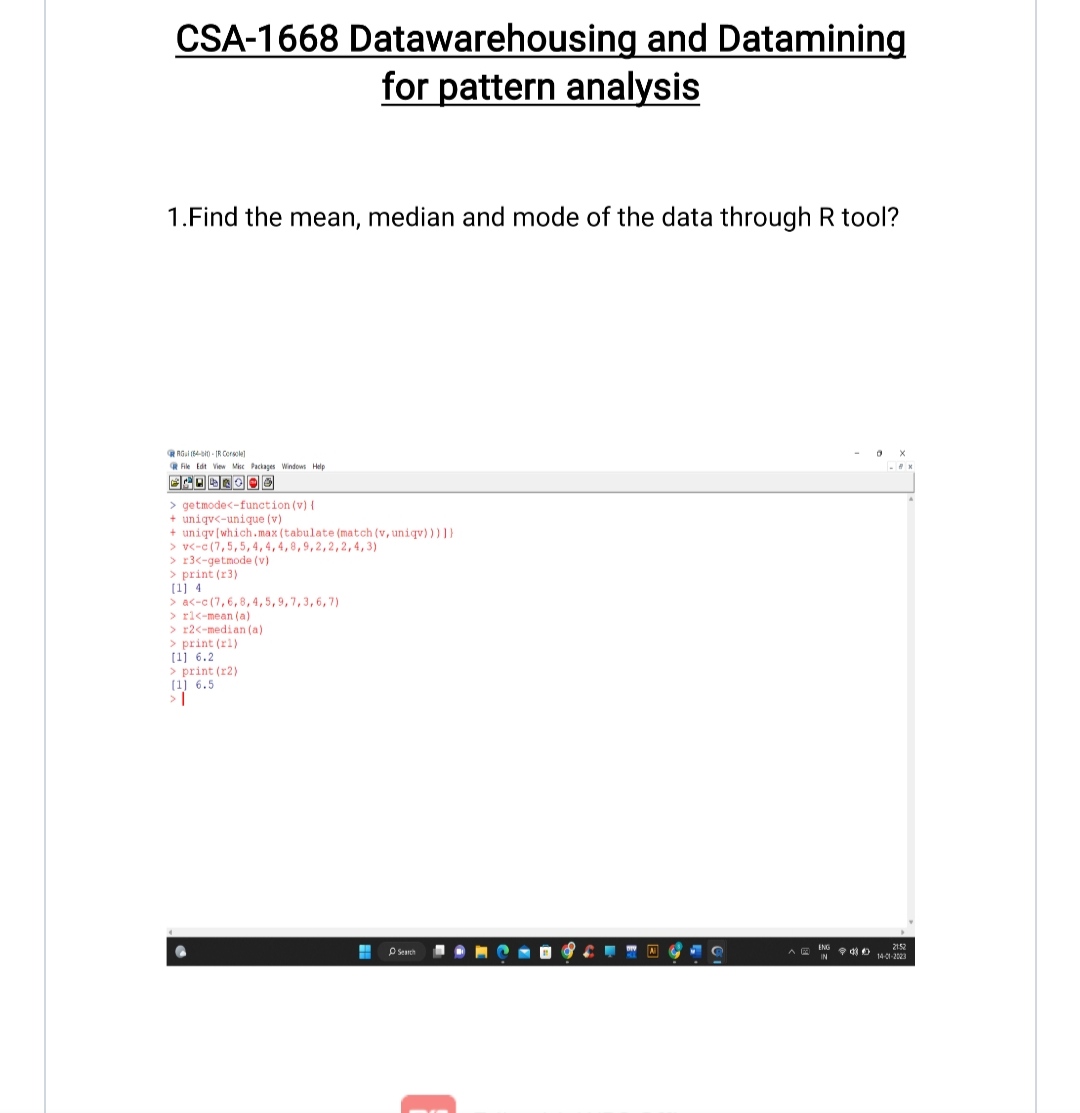 CSA-1668 Datawarehousing and Datamining
for pattern analysis
1.Find the mean, median and mode of the data through R tool?
RGui (64-bit) - [R Console]
File Edit View Misc Packages Windows Help
> getmode<-function(v){
+ uniqv<-unique(v)
+ uniqv[which.max(tabulate(match(v,uniqv)))]}
> v<-c(7,5,5,4,4,4,8,9,2,2,2,4,3)
> r3<-getmode(v)
> print(r3)
[1] 4
> a<-c(7,6,8,4,5,9,7,3,6,7)
> r1<-mean(a)
> r2<-median(a)
> print(r1)
[1] 6.2
> print(r2)
[1] 6.5
>
Search
ENG
IN
21:52
14-01-2023